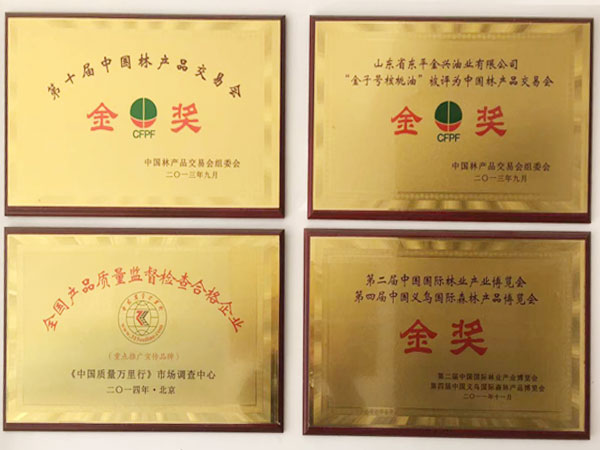 第十届中国林产品交易会
金 奖
CFPF
中国林产品交易会组委会
二〇一三年九月
山东省东平金兴油业有限公司
“金子号核桃油”被评为中国林产品交易会
金 奖
CFPF
中国林产品交易会组委会
二〇一三年九月
全国产品质量监督检查合格企业
(重点推广宣传品牌)
《中国质量万里行》市场调查中心
二〇一四年·北京
第二届中国国际林业产业博览会
第四届中国义乌国际森林产品博览会
金奖
第二届中国国际林业产业博览会
第四届中国义乌国际森林产品博览会
二〇一一年十一月